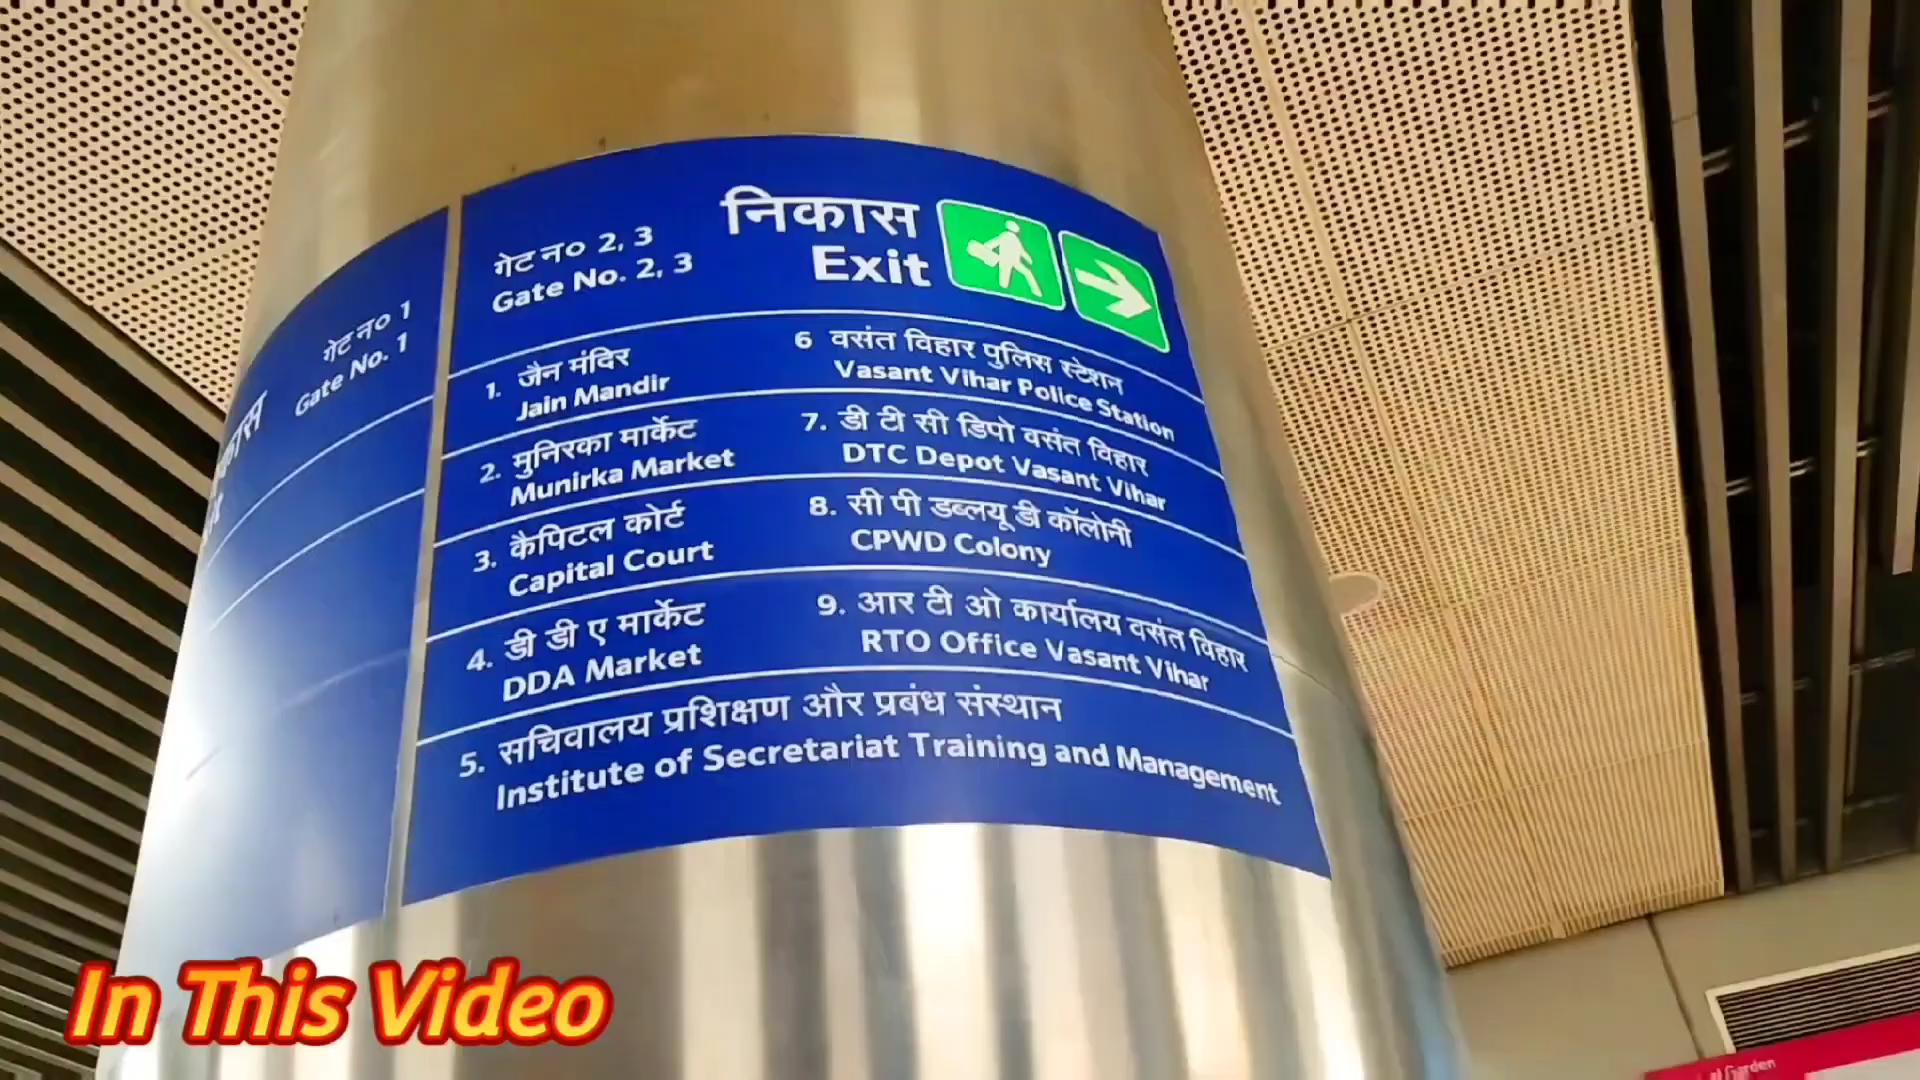 गेट न० 1
Gate No. 1
गेट न० 2, 3
Gate No. 2, 3
निकास
Exit
1. जैन मंदिर
Jain Mandir
2. मुनिरका मार्केट
Munirka Market
3. कैपिटल कोर्ट
Capital Court
4. डी डी ए मार्केट
DDA Market
5. सचिवालय प्रशिक्षण और प्रबंध संस्थान
Institute of Secretariat Training and Management
6 वसंत विहार पुलिस स्टेशन
Vasant Vihar Police Station
7. डी टी सी डिपो वसंत विहार
DTC Depot Vasant Vihar
8. सी पी डब्लयू डी कॉलोनी
CPWD Colony
9. आर टी ओ कार्यालय वसंत विहार
RTO Office Vasant Vihar
In This Video
Garden